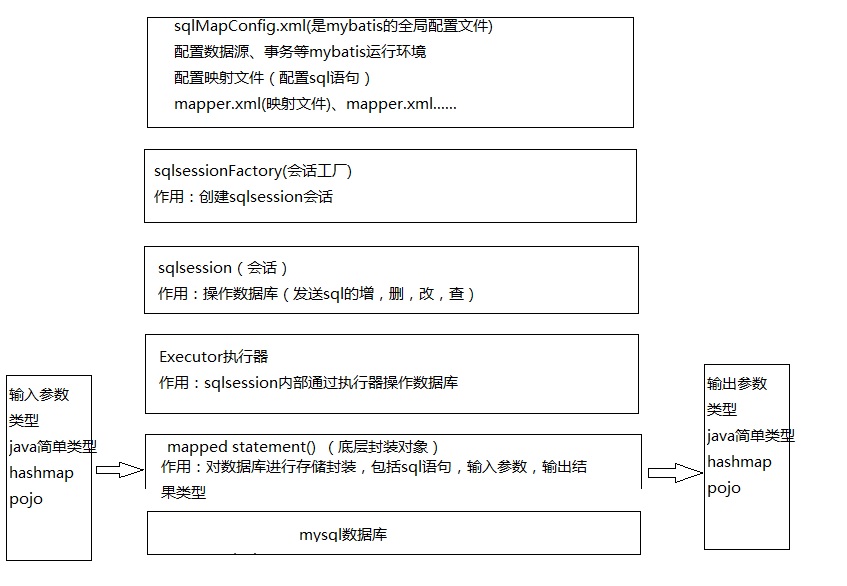 sqlMapConfig.xml(是mybatis的全局配置文件)
配置数据源、事务等mybatis运行环境
配置映射文件（配置sql语句）
mapper.xml(映射文件)、mapper.xml......
sqlsessionFactory(会话工厂)
作用：创建sqlsession会话
sqlsession（会话）
作用：操作数据库（发送sql的增，删，改，查）
Executor执行器
作用：sqlsession内部通过执行器操作数据库
输入参数
类型
java简单类型
hashmap
pojo
mapped statement() （底层封装对象）
作用：对数据库进行存储封装，包括sql语句，输入参数，输出结
果类型
输出参数
类型
java简单类型
hashmap
pojo
mysql数据库